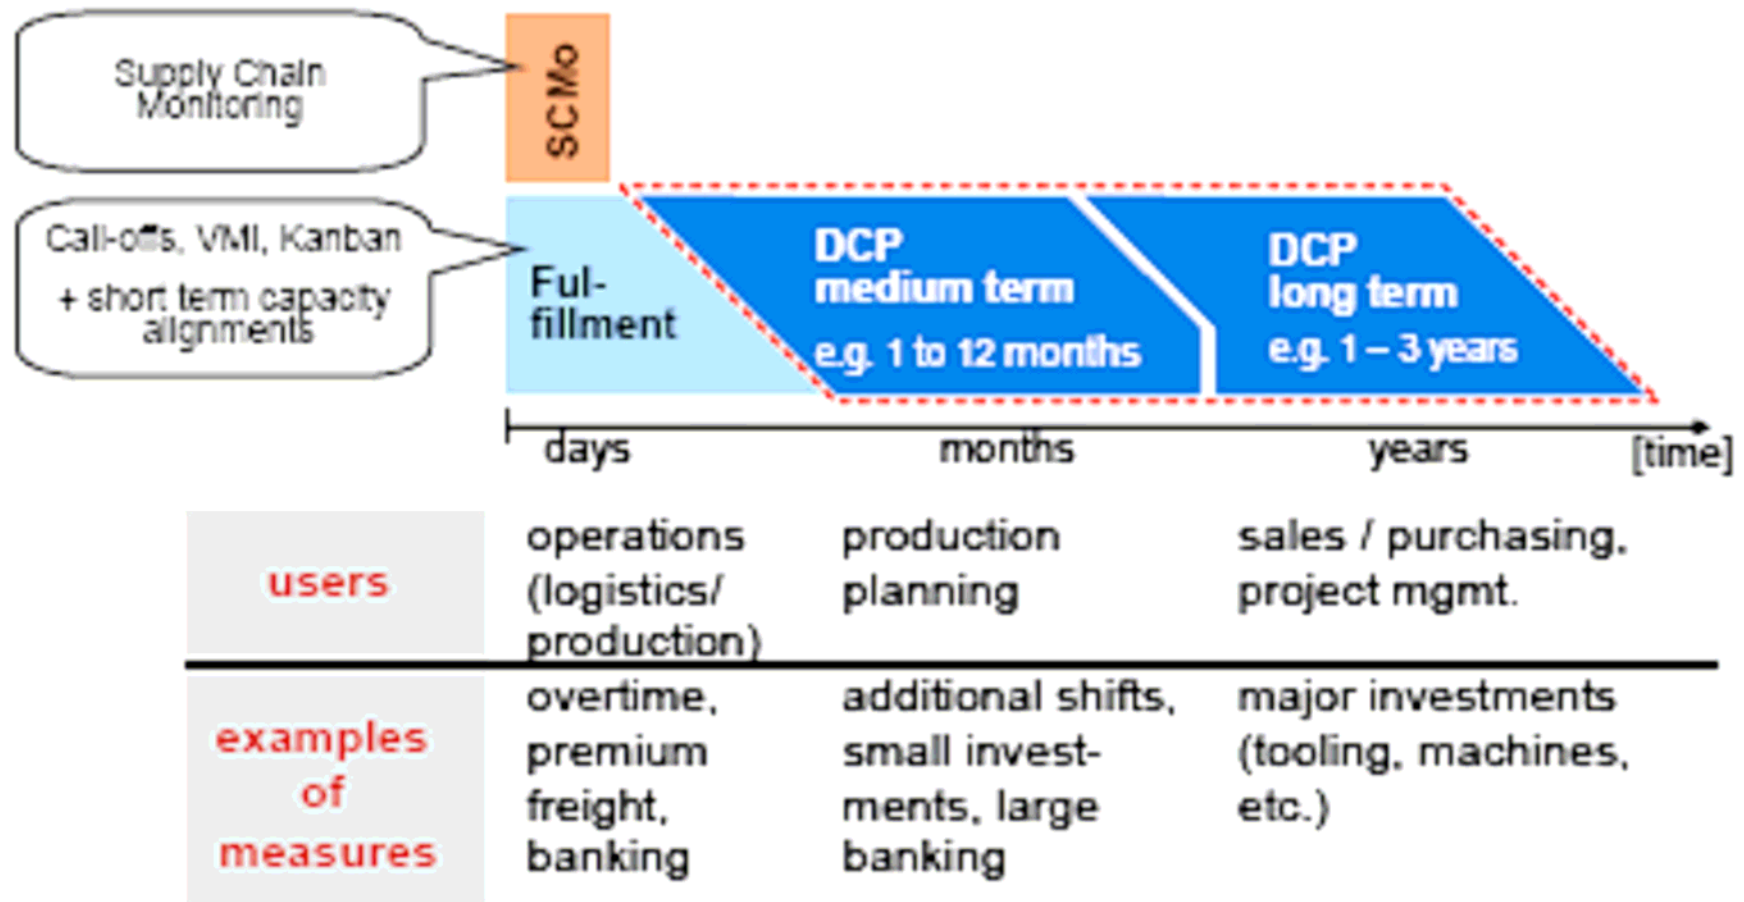 Supply Chain
Monitoring
SCMo
Call-offs, VMI, Kanban
+ short term capacity
alignments
Ful-
fillment
DCP
medium term
e.g. 1 to 12 months
DCP
long term
e.g. 1 – 3 years
days
months
years
[time]
users
operations
(logistics/
production)
production
planning
sales / purchasing,
project mgmt.
examples
of
measures
overtime,
premium
freight,
banking
additional shifts,
small invest-
ments, large
banking
major investments
(tooling, machines,
etc.)